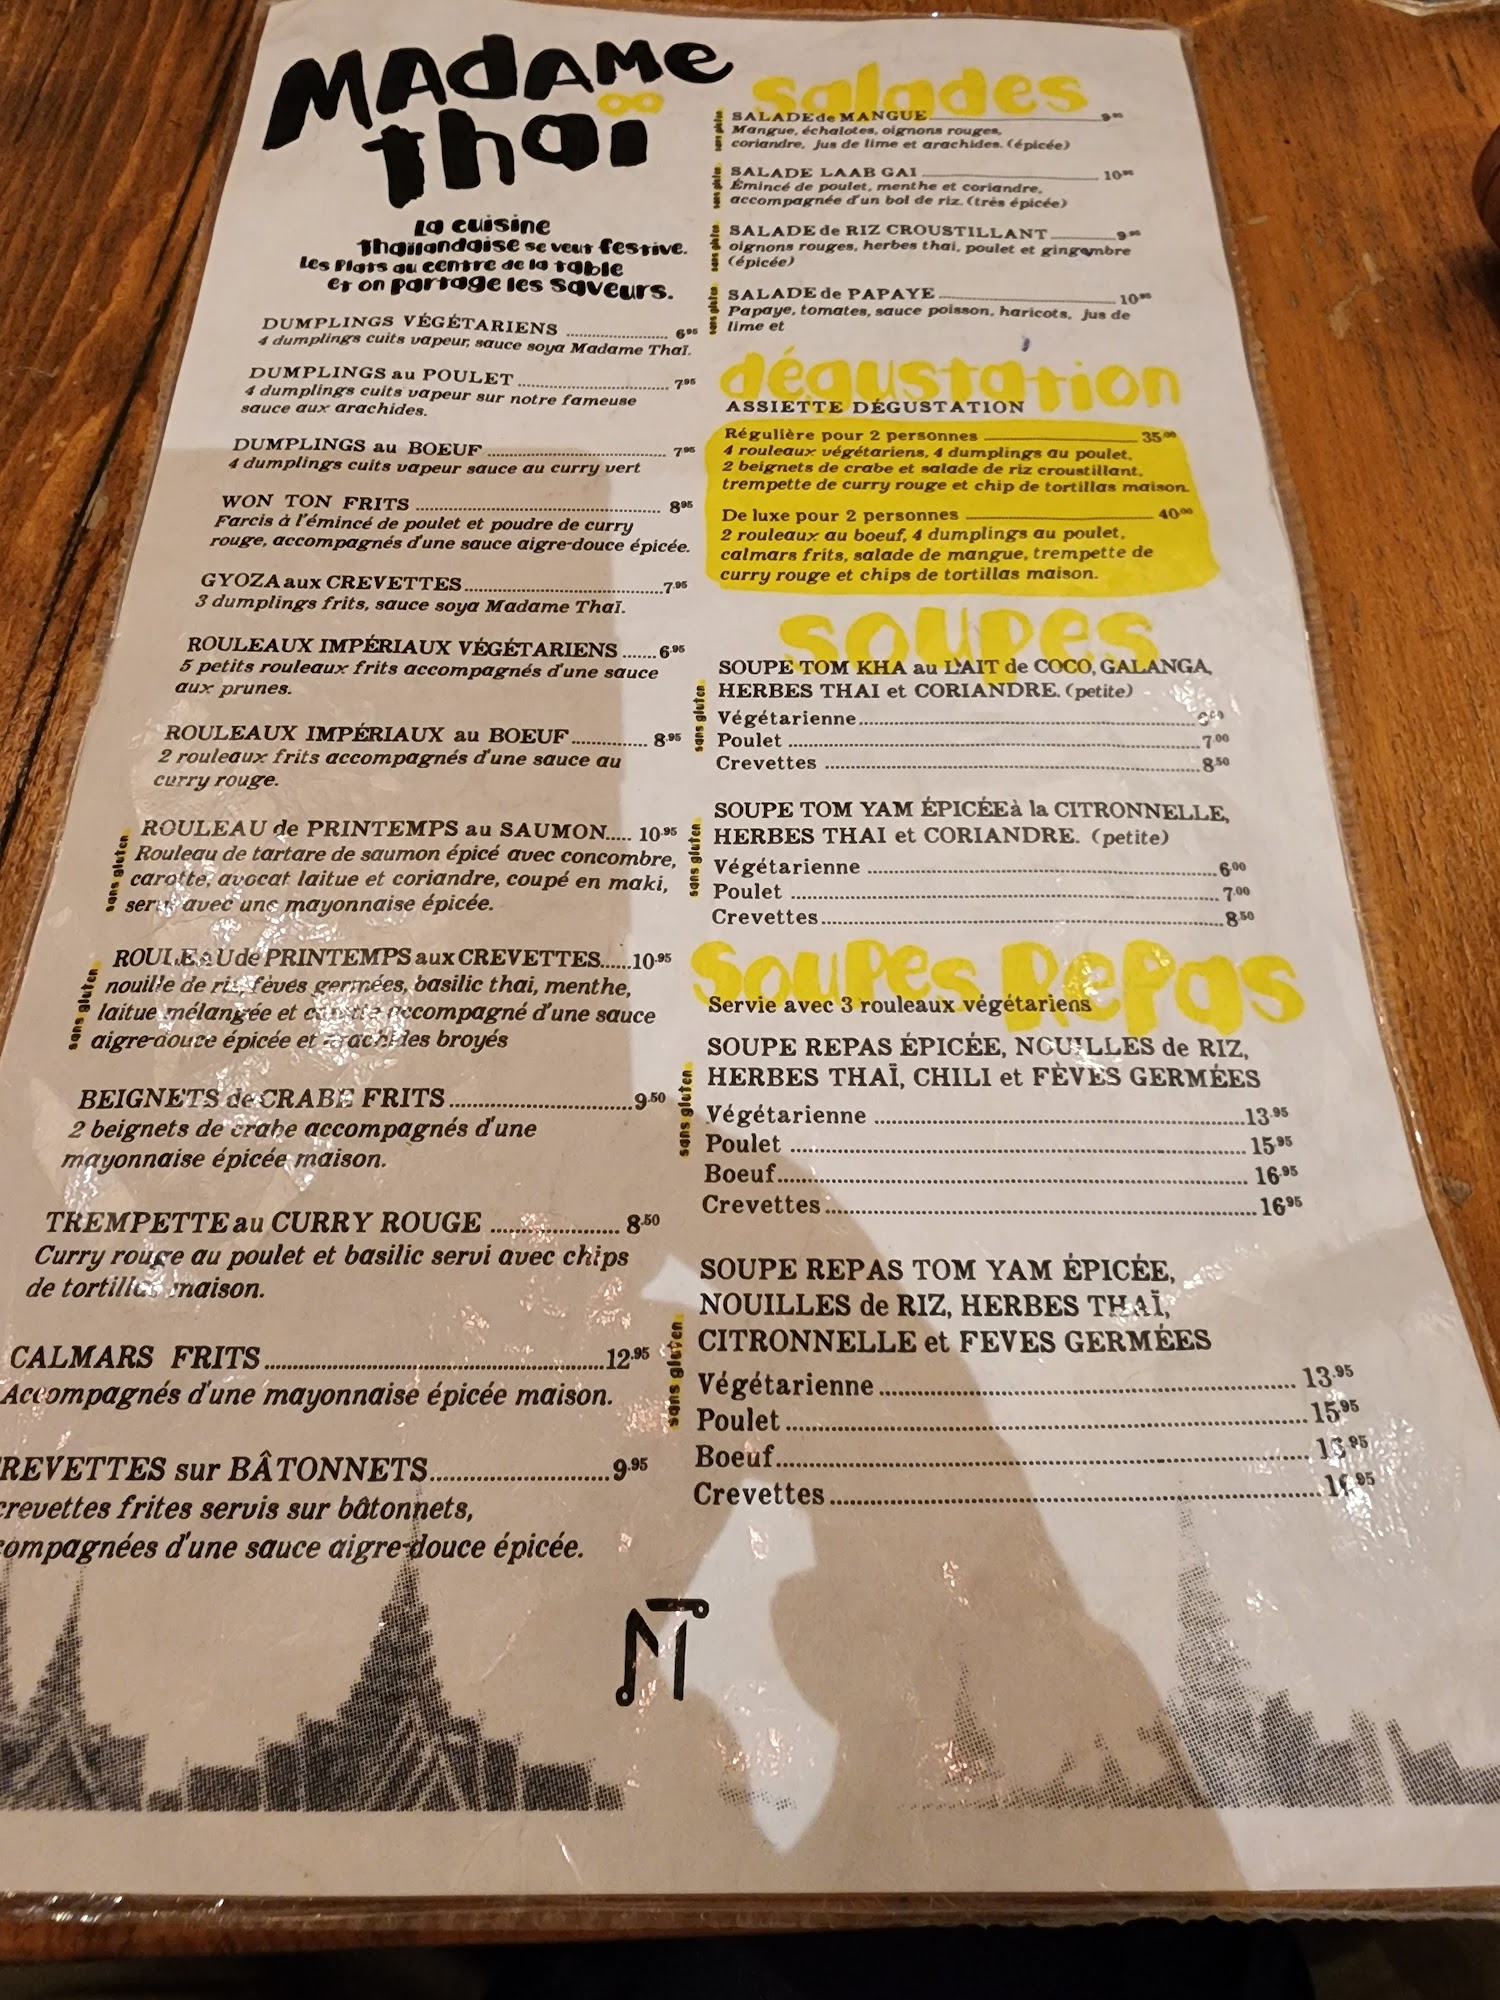 MADAME
thaï
La cuisine
thaïlandaise se veut festive.
Les plats au centre de la table
et on partage les saveurs.
DUMPLINGS VÉGÉTARIENS 6.95
4 dumplings cuits vapeur, sauce soya Madame Thaï.
DUMPLINGS au POULET 7.95
4 dumplings cuits vapeur sur notre fameuse
sauce aux arachides.
DUMPLINGS au BOEUF 7.95
4 dumplings cuits vapeur sauce au curry vert
WON TON FRITS 8.95
Farcis à l'émincé de poulet et poudre de curry
rouge, accompagnés d'une sauce aigre-douce épicée.
GYOZA aux CREVETTES 7.95
3 dumplings frits, sauce soya Madame Thaï.
ROULEAUX IMPÉRIAUX VÉGÉTARIENS 6.95
5 petits rouleaux frits accompagnés d'une sauce
aux prunes.
ROULEAUX IMPÉRIAUX au BOEUF 8.95
2 rouleaux frits accompagnés d'une sauce au
curry rouge.
sans gluten
ROULEAU de PRINTEMPS au SAUMON 10.95
Rouleau de tartare de saumon épicé avec concombre,
carotte, avocat laitue et coriandre, coupé en maki,
servi avec une mayonnaise épicée.
sans gluten
ROULEAU de PRINTEMPS aux CREVETTES 10.95
nouille de riz, fèves germées, basilic thai, menthe,
laitue mélangée et carotte accompagné d'une sauce
aigre-douce épicée et arachides broyés
BEIGNETS de CRABE FRITS 9.50
2 beignets de crabe accompagnés d'une
mayonnaise épicée maison.
TREMPETTE au CURRY ROUGE 8.50
Curry rouge au poulet et basilic servi avec chips
de tortillas maison.
CALMARS FRITS 12.95
Accompagnés d'une mayonnaise épicée maison.
REVETTES sur BÂTONNETS 9.95
crevettes frites servis sur bâtonnets,
compagnées d'une sauce aigre-douce épicée.
salades
sans gluten
SALADE de MANGUE
Mangue, échalotes, oignons rouges,
coriandre, jus de lime et arachides. (épicée)
sans gluten
SALADE LAAB GAI 10.95
Émincé de poulet, menthe et coriandre,
accompagnée d'un bol de riz. (très épicée)
sans gluten
SALADE de RIZ CROUSTILLANT 9.95
oignons rouges, herbes thai, poulet et gingembre
(épicée)
sans gluten
SALADE de PAPAYE 10.95
Papaye, tomates, sauce poisson, haricots, jus de
lime et
dégustation
ASSIETTE DÉGUSTATION
Régulière pour 2 personnes 35.00
4 rouleaux végétariens, 4 dumplings au poulet,
2 beignets de crabe et salade de riz croustillant,
trempette de curry rouge et chip de tortillas maison.
De luxe pour 2 personnes 40.00
2 rouleaux au boeuf, 4 dumplings au poulet,
calmars frits, salade de mangue, trempette de
curry rouge et chips de tortillas maison.
soupes
SOUPE TOM KHA au LAIT de COCO, GALANGA,
HERBES THAI et CORIANDRE. (petite)
sans gluten
Végétarienne
Poulet 7.00
Crevettes 8.50
SOUPE TOM YAM ÉPICÉE à la CITRONNELLE,
HERBES THAI et CORIANDRE. (petite)
sans gluten
Végétarienne 6.00
Poulet 7.00
Crevettes 8.50
Soupes Repas
Servie avec 3 rouleaux végétariens
SOUPE REPAS ÉPICÉE, NOUILLES de RIZ,
HERBES THAÏ, CHILI et FÈVES GERMÉES
sans gluten
Végétarienne 13.95
Poulet 15.95
Boeuf 16.95
Crevettes 16.95
SOUPE REPAS TOM YAM ÉPICÉE,
NOUILLES de RIZ, HERBES THAÏ,
CITRONNELLE et FEVES GERMÉES
sans gluten
Végétarienne 13.95
Poulet 15.95
Boeuf
Crevettes
MT